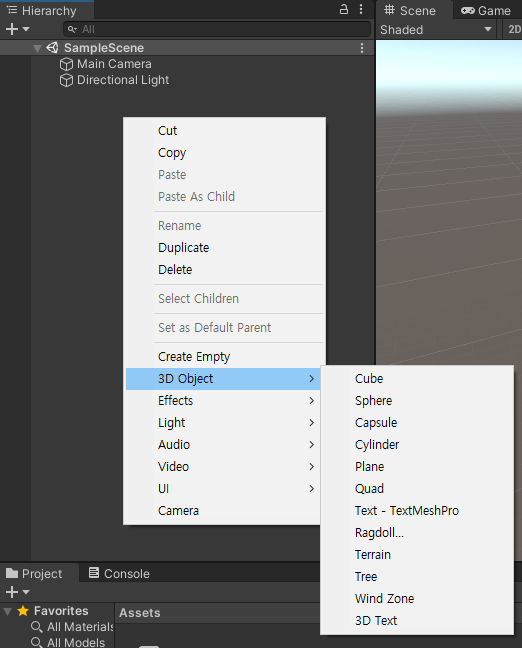 Hierarchy
Scene
Game
All
Shaded
2D
SampleScene
Main Camera
Directional Light
Cut
Copy
Paste
Paste As Child
Rename
Duplicate
Delete
Select Children
Set as Default Parent
Create Empty
3D Object
Effects
Light
Audio
Video
UI
Camera
Cube
Sphere
Capsule
Cylinder
Plane
Quad
Text - TextMeshPro
Ragdoll...
Terrain
Tree
Wind Zone
3D Text
Project
Console
Favorites
All Materials
All Models
Assets